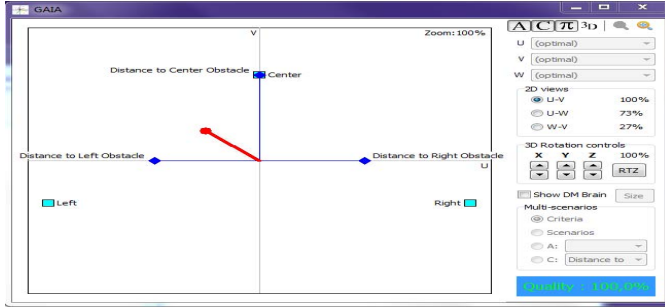 GAIA
A C π 3D
V
Zoom: 100%
U (optimal)
V (optimal)
W (optimal)
Distance to Center Obstacle
Center
2D views
U-V 100%
U-W 73%
W-V 27%
Distance to Left Obstacle
Distance to Right Obstacle
U
3D Rotation controls
X Y Z 100%
RTZ
Left
Right
Show DM Brain Size
Multi-scenarios
Criteria
Scenarios
A:
C: Distance to
Quality : 100,0%